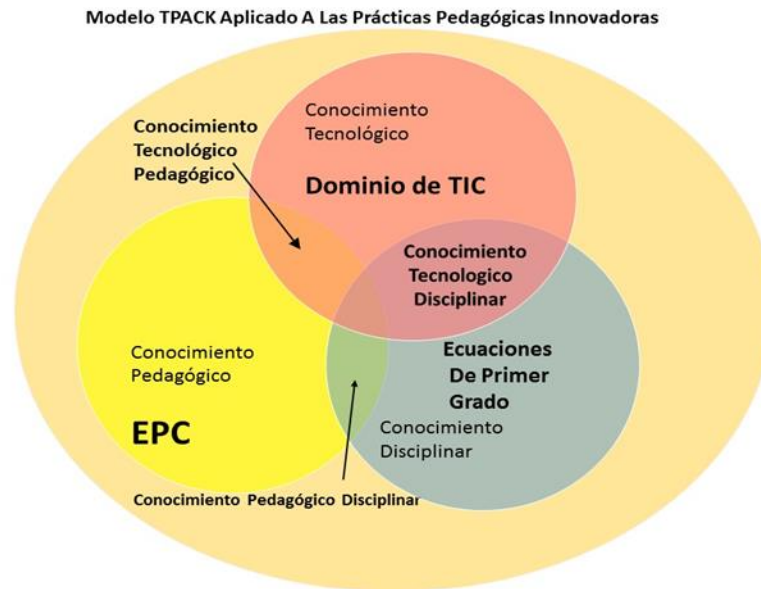 Modelo TPACK Aplicado A Las Prácticas Pedagógicas Innovadoras
Conocimiento
Tecnológico
Dominio de TIC
Conocimiento
Tecnológico
Pedagógico
Conocimiento
Tecnologico
Disciplinar
Conocimiento
Pedagógico
EPC
Ecuaciones
De Primer
Grado
Conocimiento
Disciplinar
Conocimiento Pedagógico Disciplinar